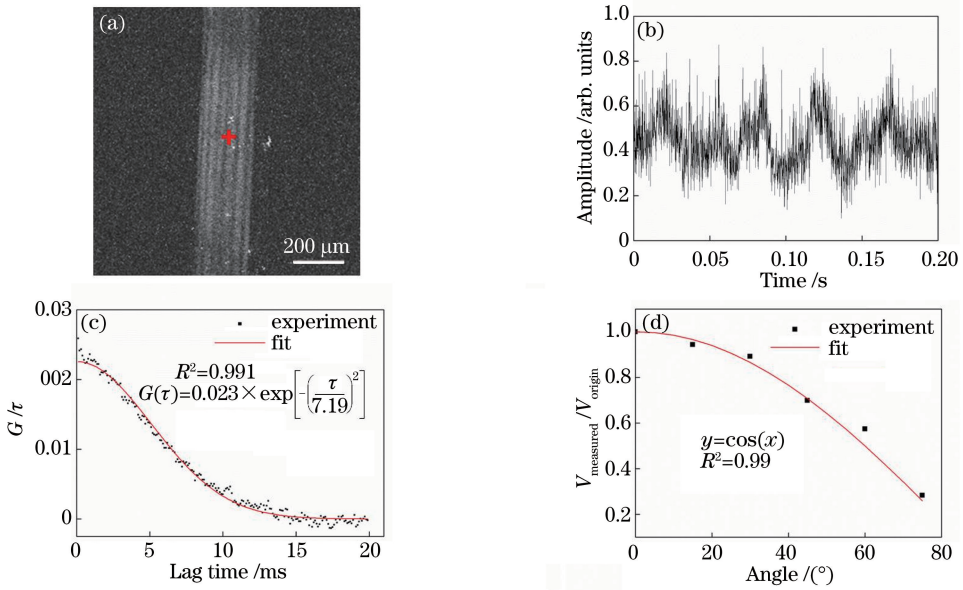 (a)
200 μm
(b)
Amplitude /arb. units
1.0
0.8
0.6
0.4
0.2
0
0 0.05 0.10 0.15 0.20
Time /s
(c)
G/τ
0.03
002
0.01
0
experiment
fit
R²=0.991
G(τ)=0.023×exp[-(τ/7.19)²]
0 5 10 15 20
Lag time /ms
(d)
V_measured /V_origin
1.0
0.8
0.6
0.4
0.2
experiment
fit
y=cos(x)
R²=0.99
0 20 40 60 80
Angle /(°)